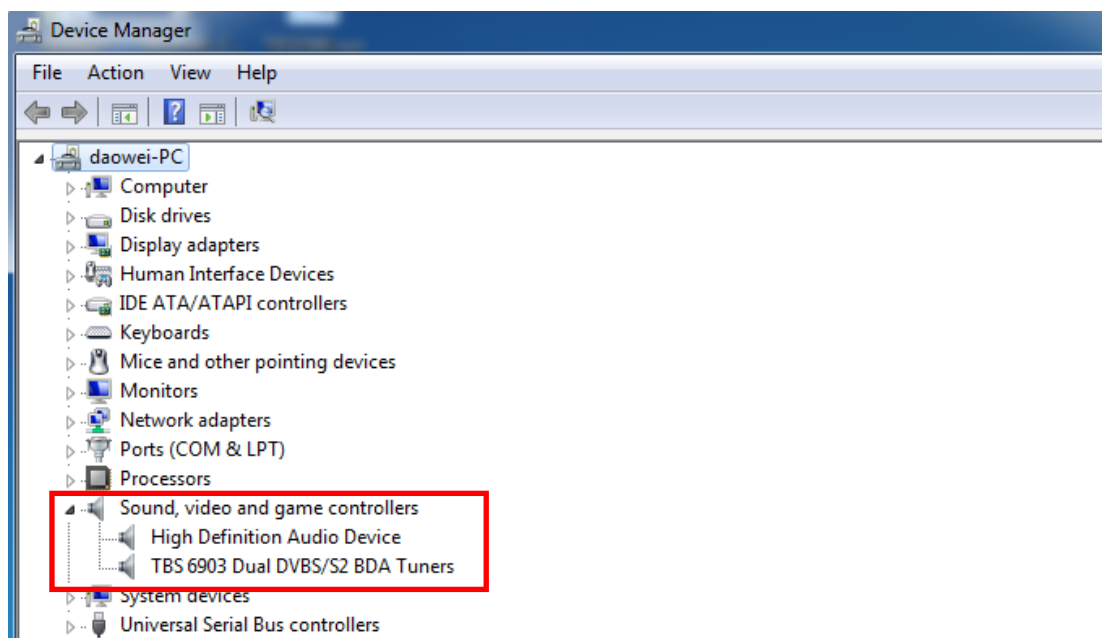 Device Manager
File Action View Help
daowei-PC
Computer
Disk drives
Display adapters
Human Interface Devices
IDE ATA/ATAPI controllers
Keyboards
Mice and other pointing devices
Monitors
Network adapters
Ports (COM & LPT)
Processors
Sound, video and game controllers
High Definition Audio Device
TBS 6903 Dual DVBS/S2 BDA Tuners
System devices
Universal Serial Bus controllers